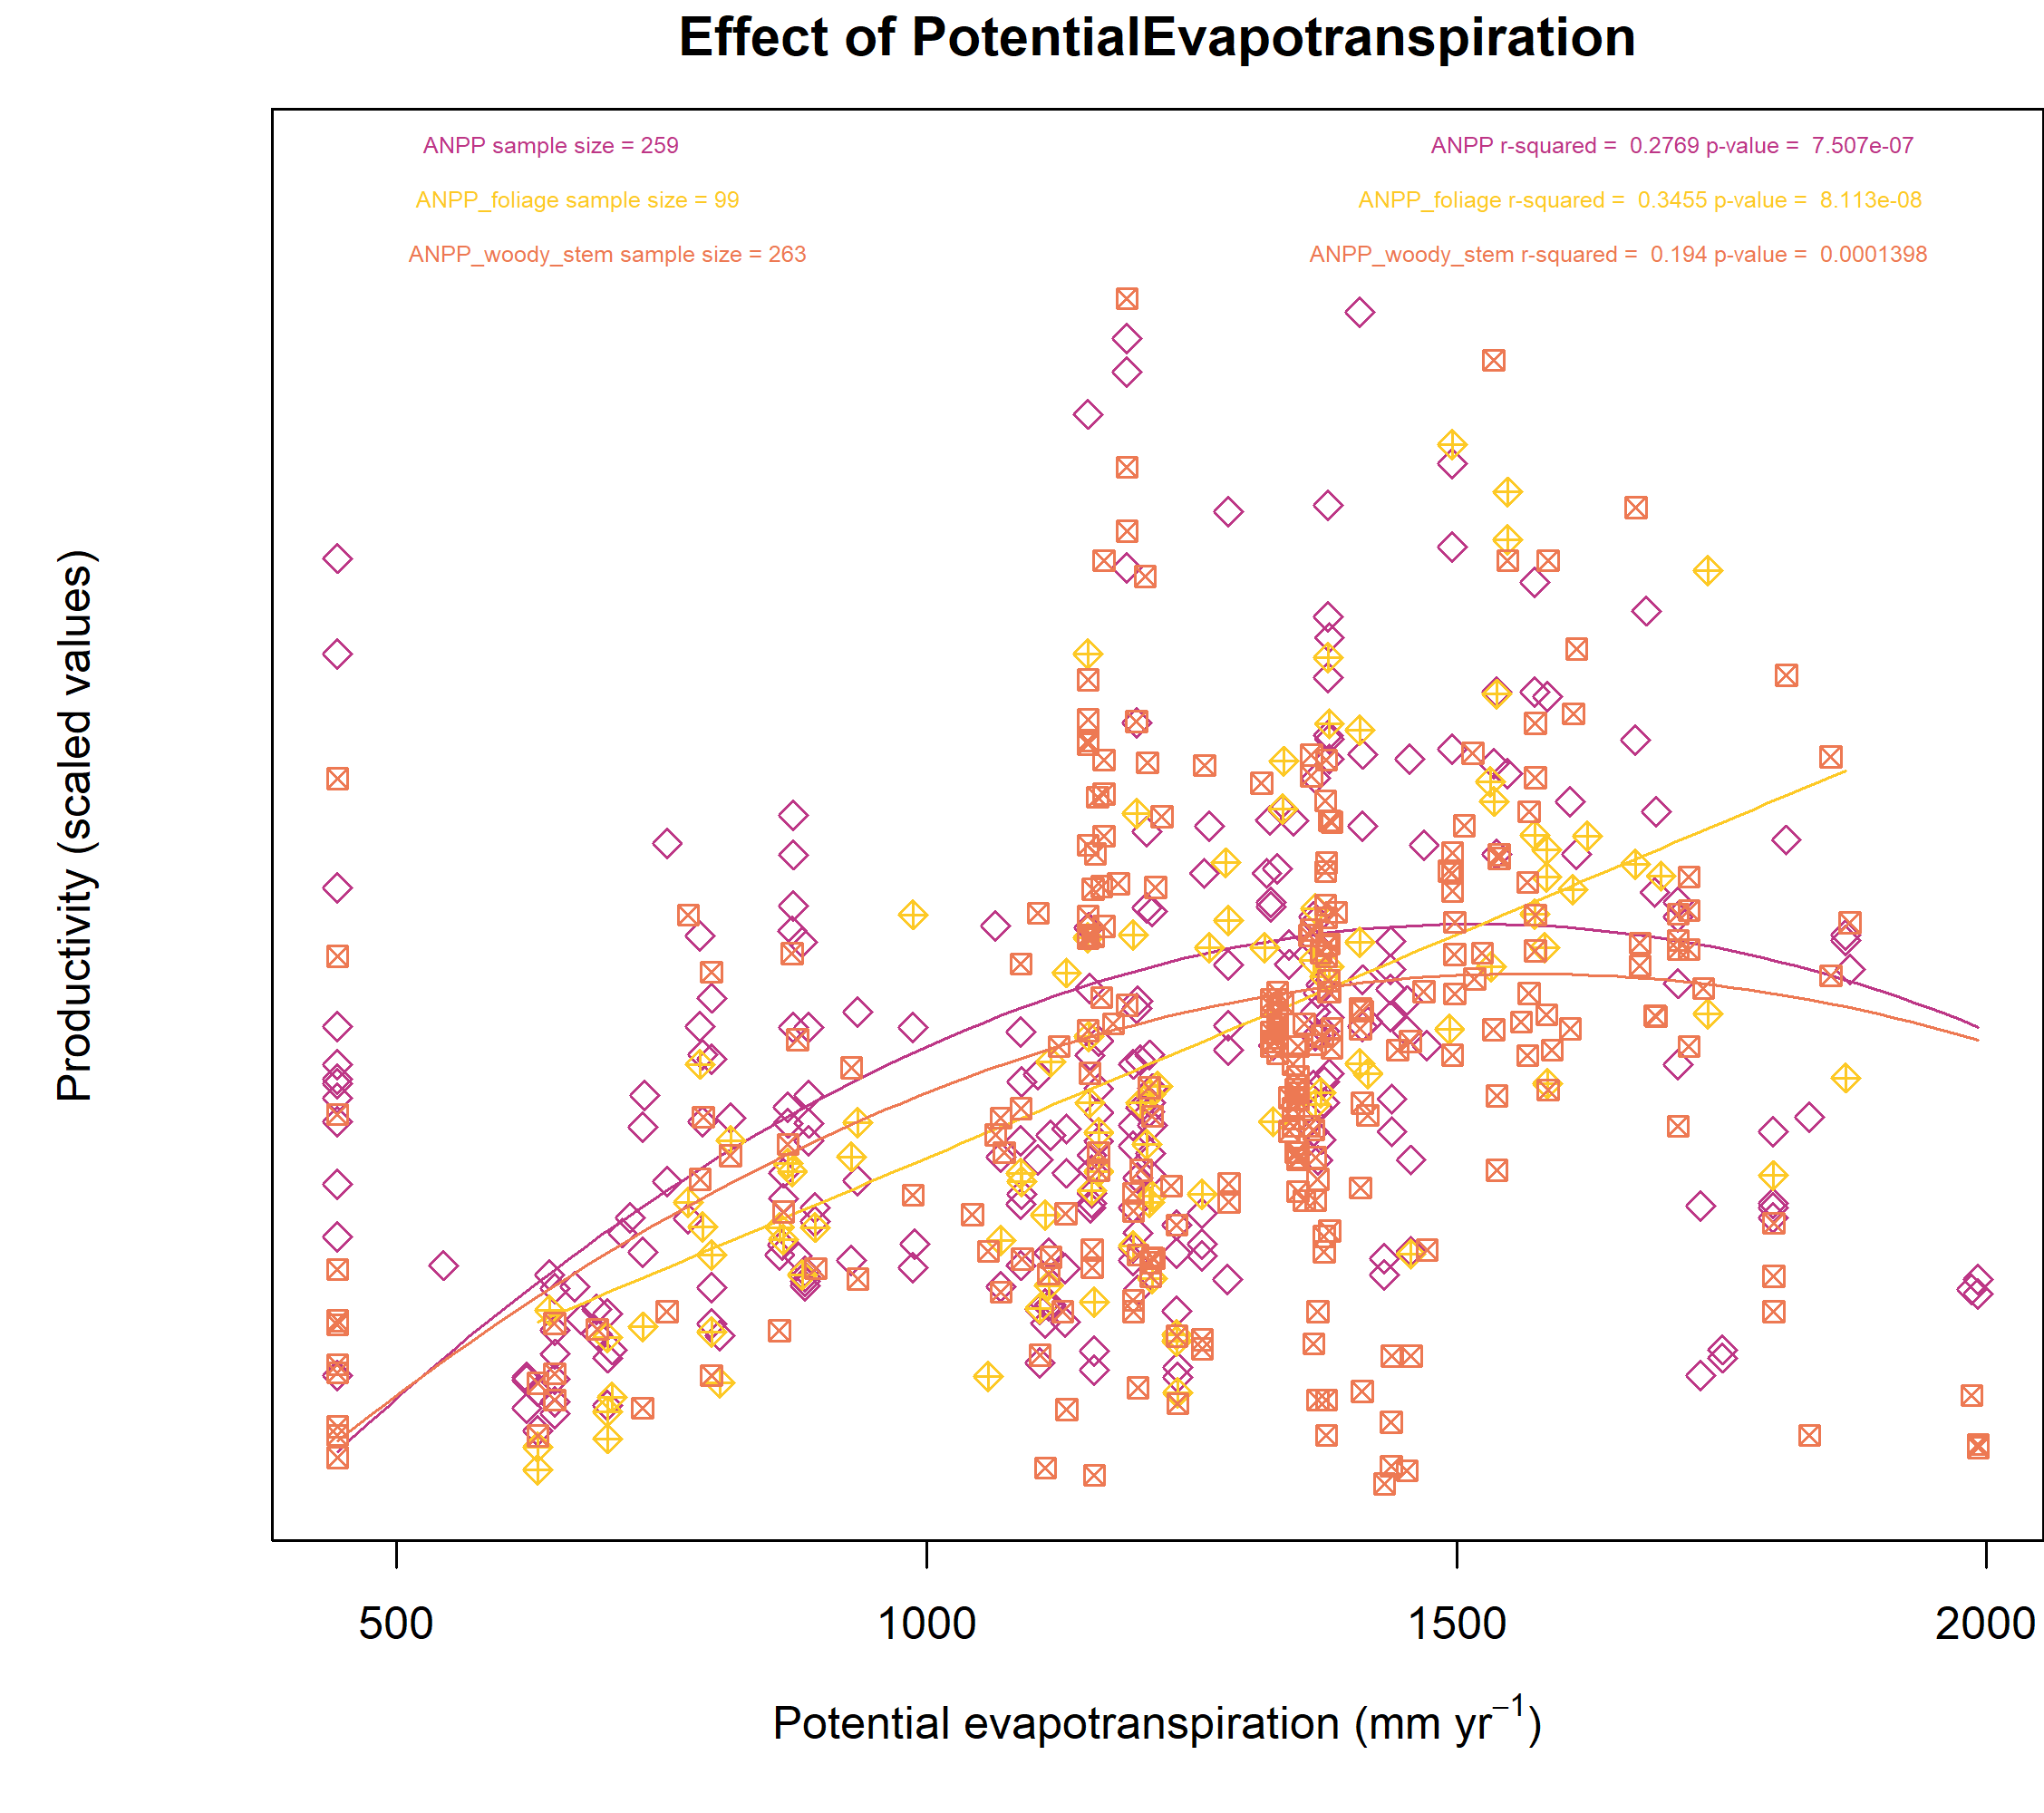 Effect of PotentialEvapotranspiration
ANPP sample size = 259
ANPP r-squared =  0.2769 p-value =  7.507e-07
ANPP_foliage sample size = 99
ANPP_foliage r-squared =  0.3455 p-value =  8.113e-08
ANPP_woody_stem sample size = 263
ANPP_woody_stem r-squared =  0.194 p-value =  0.0001398
Productivity (scaled values)
500 1000 1500 2000
Potential evapotranspiration (mm yr⁻¹)